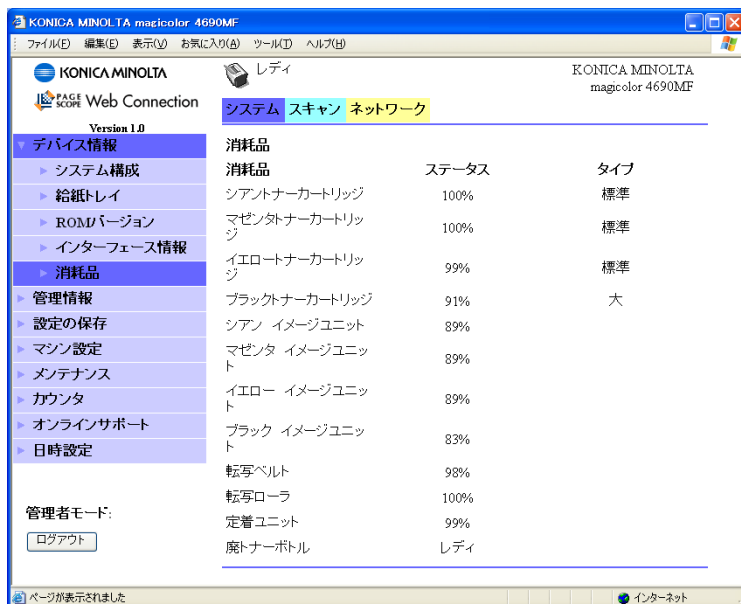 KONICA MINOLTA magicolor 4690MF
ファイル(F) 編集(E) 表示(V) お気に入り(A) ツール(T) ヘルプ(H)
KONICA MINOLTA
レディ
KONICA MINOLTA
magicolor 4690MF
PAGE SCOPE Web Connection
Version 1.0
システム スキャン ネットワーク
デバイス情報
システム構成
給紙トレイ
ROMバージョン
インターフェース情報
消耗品
管理情報
設定の保存
マシン設定
メンテナンス
カウンタ
オンラインサポート
日時設定
管理者モード:
ログアウト
消耗品
消耗品 ステータス タイプ
シアントナーカートリッジ 100% 標準
マゼンタトナーカートリッ
ジ 100% 標準
イエロートナーカートリッ
ジ 99% 標準
ブラックトナーカートリッジ 91% 大
シアン イメージユニット 89%
マゼンタ イメージユニッ
ト 89%
イエロー イメージユニッ
ト 89%
ブラック イメージユニッ
ト 83%
転写ベルト 98%
転写ローラ 100%
定着ユニット 99%
廃トナーボトル レディ
ページが表示されました
インターネット